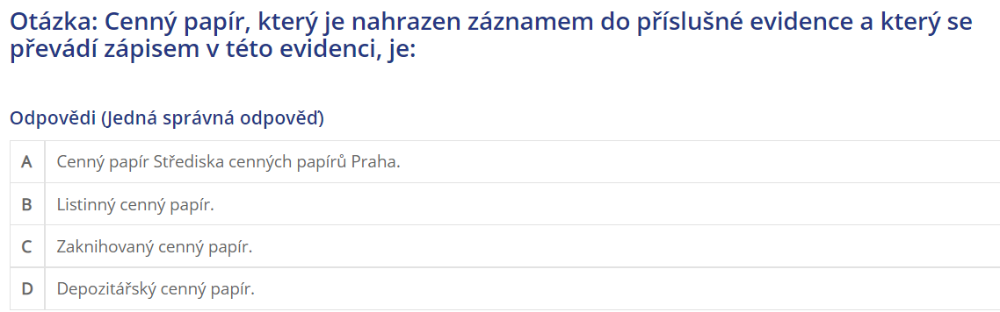 Otázka: Cenný papír, který je nahrazen záznamem do příslušné evidence a který se
převádí zápisem v této evidenci, je:
Odpovědi (Jedná správná odpověď)
A Cenný papír Střediska cenných papírů Praha.
B Listinný cenný papír.
C Zaknihovaný cenný papír.
D Depozitářský cenný papír.